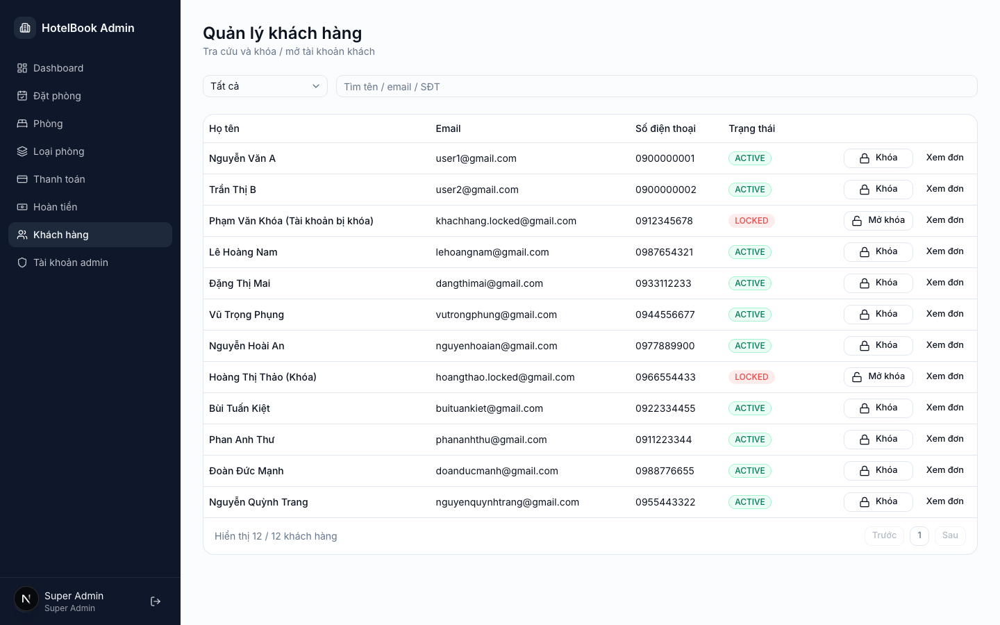 HotelBook Admin
Dashboard
Đặt phòng
Phòng
Loại phòng
Thanh toán
Hoàn tiền
Khách hàng
Tài khoản admin
N
Super Admin
Super Admin
Quản lý khách hàng
Tra cứu và khóa / mở tài khoản khách
Tất cả
Tìm tên / email / SĐT
Họ tên Email Số điện thoại Trạng thái
Nguyễn Văn A user1@gmail.com 0900000001 ACTIVE Khóa Xem đơn
Trần Thị B user2@gmail.com 0900000002 ACTIVE Khóa Xem đơn
Phạm Văn Khóa (Tài khoản bị khóa) khachhang.locked@gmail.com 0912345678 LOCKED Mở khóa Xem đơn
Lê Hoàng Nam lehoangnam@gmail.com 0987654321 ACTIVE Khóa Xem đơn
Đặng Thị Mai dangthimai@gmail.com 0933112233 ACTIVE Khóa Xem đơn
Vũ Trọng Phụng vutrongphung@gmail.com 0944556677 ACTIVE Khóa Xem đơn
Nguyễn Hoài An nguyenhoaian@gmail.com 0977889900 ACTIVE Khóa Xem đơn
Hoàng Thị Thảo (Khóa) hoangthao.locked@gmail.com 0966554433 LOCKED Mở khóa Xem đơn
Bùi Tuấn Kiệt buituankiet@gmail.com 0922334455 ACTIVE Khóa Xem đơn
Phan Anh Thư phananhthu@gmail.com 0911223344 ACTIVE Khóa Xem đơn
Đoàn Đức Mạnh doanducmanh@gmail.com 0988776655 ACTIVE Khóa Xem đơn
Nguyễn Quỳnh Trang nguyenquynhtrang@gmail.com 0955443322 ACTIVE Khóa Xem đơn
Hiển thị 12 / 12 khách hàng Trước 1 Sau